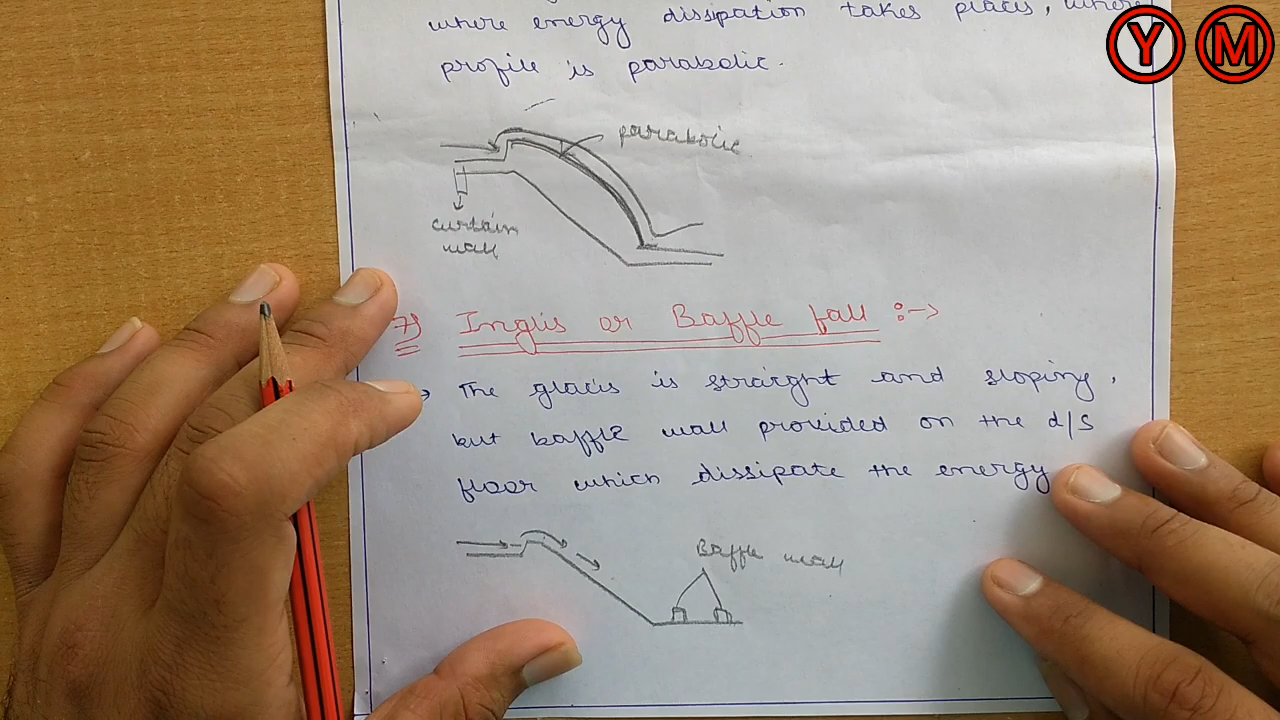 where energy dissipation takes places, where
profile is parabolic.
parabolic
curtain
wall
7) Inglis or Baffle fall :->
The glacis is straight and sloping,
but baffle wall provided on the d/s
floor which dissipate the energy
Baffle wall
Y M